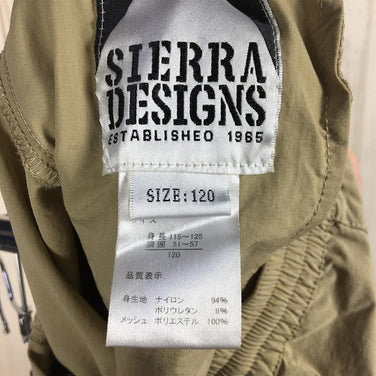 SIERRA
DESIGNS
ESTABLISHED 1965
SIZE:120
イズ
身長 115~125
胴囲 51~57
120
品質表示
身生地 ナイロン 94%
ポリウレタン 6%
メッシュ ポリエステル 100%